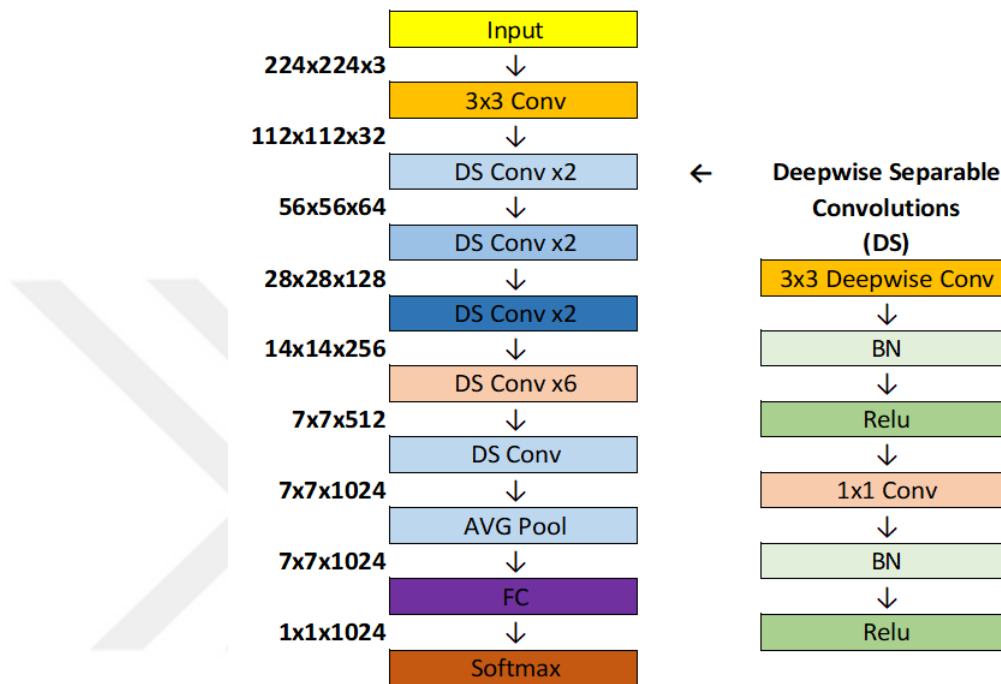 Input
224x224x3
↓
3x3 Conv
112x112x32
↓
DS Conv x2
56x56x64
↓
DS Conv x2
28x28x128
↓
DS Conv x2
14x14x256
↓
DS Conv x6
7x7x512
↓
DS Conv
7x7x1024
↓
AVG Pool
7x7x1024
↓
FC
1x1x1024
↓
Softmax
← Deepwise Separable
Convolutions
(DS)
3x3 Deepwise Conv
↓
BN
↓
Relu
↓
1x1 Conv
↓
BN
↓
Relu